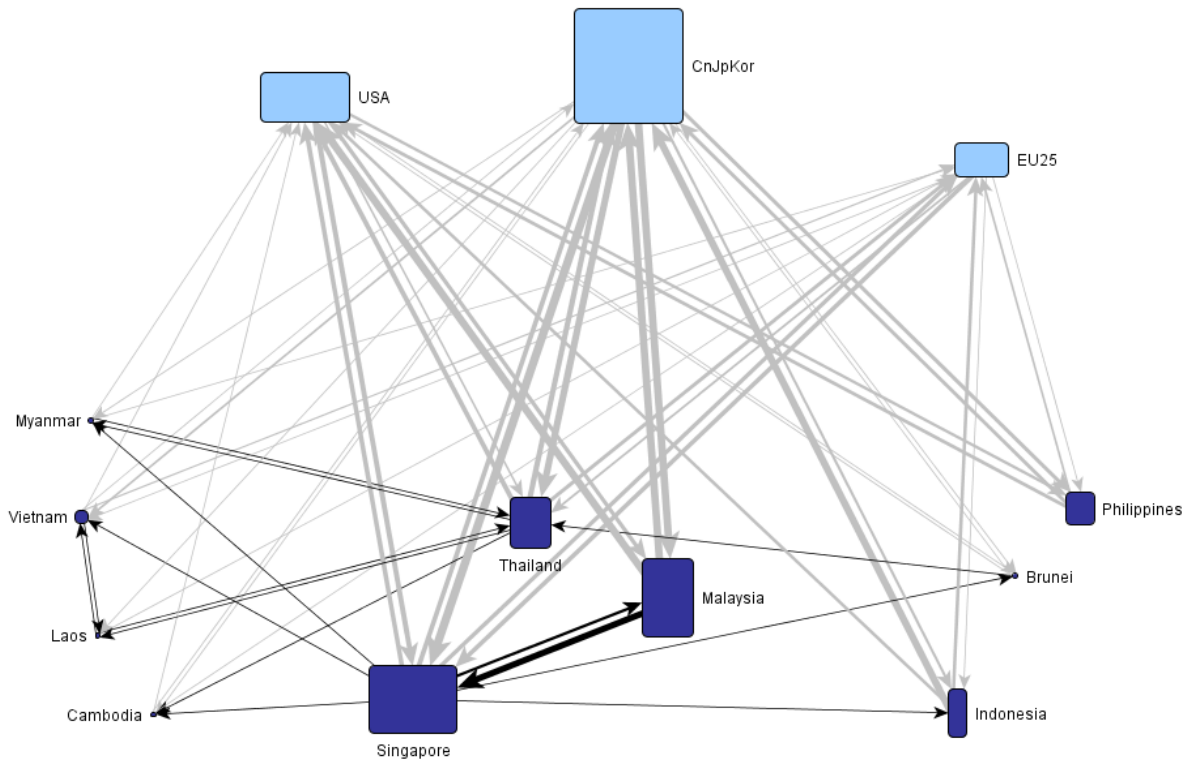 CnJpKor
USA
EU25
Myanmar
Vietnam
Philippines
Thailand
Brunei
Malaysia
Laos
Cambodia
Indonesia
Singapore